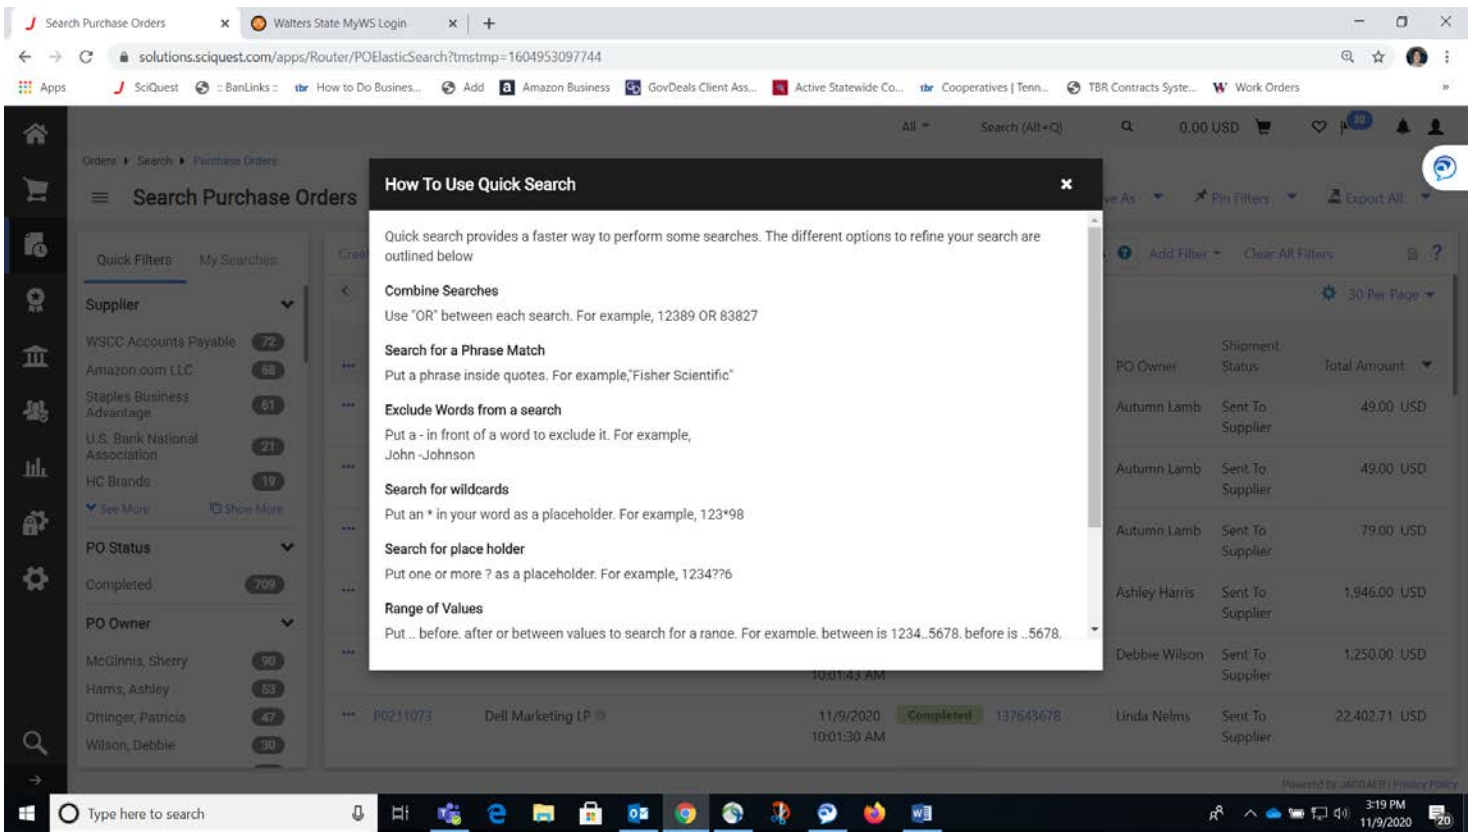 Search Purchase Orders
Walters State MyWS Login
solutions.sciquest.com/apps/Router/POElasticSearch?tmstmp=1604953097744
Apps
SciQuest
:: BanLinks ::
tbr How to Do Busines...
Add
Amazon Business
GovDeals Client Ass...
Active Statewide Co...
tbr Cooperatives | Tenn...
TBR Contracts Syste...
W Work Orders
All
Search (Alt+Q)
0.00 USD
Orders Search Purchase Orders
Search Purchase Orders
Pin Filters
Export All
How To Use Quick Search
Quick search provides a faster way to perform some searches. The different options to refine your search are
outlined below
Combine Searches
Use "OR" between each search. For example, 12389 OR 83827
Search for a Phrase Match
Put a phrase inside quotes. For example,"Fisher Scientific"
Exclude Words from a search
Put a - in front of a word to exclude it. For example,
John -Johnson
Search for wildcards
Put an * in your word as a placeholder. For example, 123*98
Search for place holder
Put one or more ? as a placeholder. For example, 1234??6
Range of Values
Put .. before, after or between values to search for a range. For example, between is 1234..5678, before is ..5678,
Quick Filters My Searches
Supplier
WSCC Accounts Payable 72
Amazon.com LLC 68
Staples Business
Advantage 61
U.S. Bank National
Association 21
HC Brands 19
See More Show More
PO Status
Completed 709
PO Owner
McGinnis, Sherry 90
Harris, Ashley 53
Ottinger, Patricia 47
Wilson, Debbie 30
Add Filter
Clear All Filters
?
30 Per Page
PO Owner
Shipment
Status
Total Amount
Autumn Lamb Sent To
Supplier 49.00 USD
Autumn Lamb Sent To
Supplier 49.00 USD
Autumn Lamb Sent To
Supplier 79.00 USD
Ashley Harris Sent To
Supplier 1,946.00 USD
10:01:43 AM
Debbie Wilson Sent To
Supplier 1,250.00 USD
P0211073 Dell Marketing LP 11/9/2020
10:01:30 AM Completed 137643678 Linda Nelms Sent To
Supplier 22,402.71 USD
Powered by JAGGAER | Privacy Policy
Type here to search
3:19 PM
11/9/2020
20